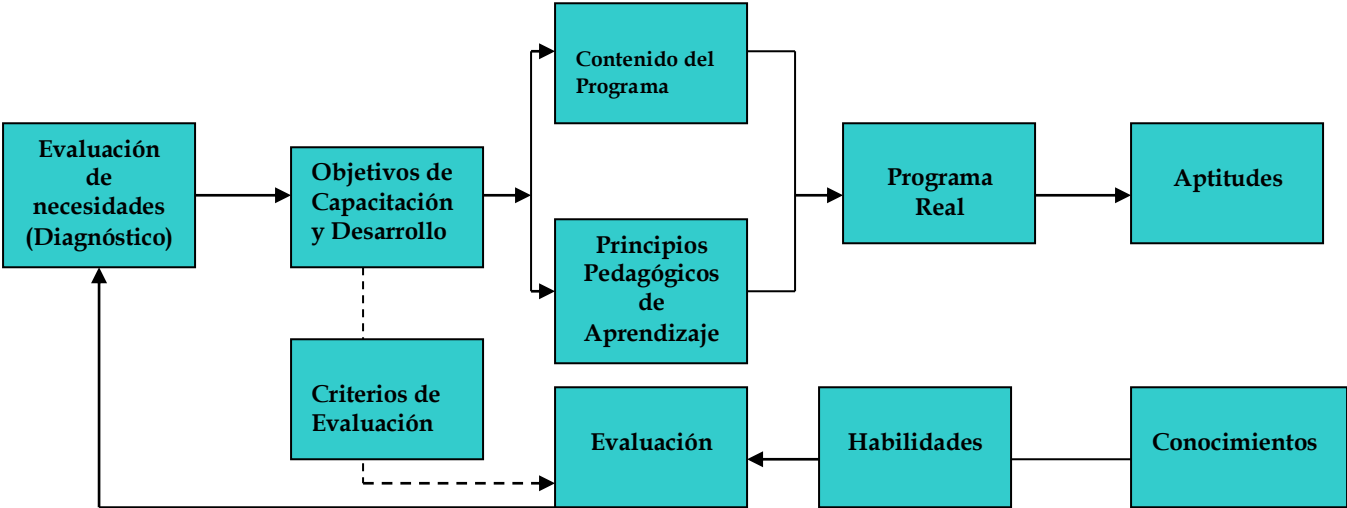 Evaluación
de
necesidades
(Diagnóstico)
Objetivos de
Capacitación
y Desarrollo
Contenido del
Programa
Principios
Pedagógicos
de
Aprendizaje
Programa
Real
Aptitudes
Criterios de
Evaluación
Evaluación
Habilidades
Conocimientos